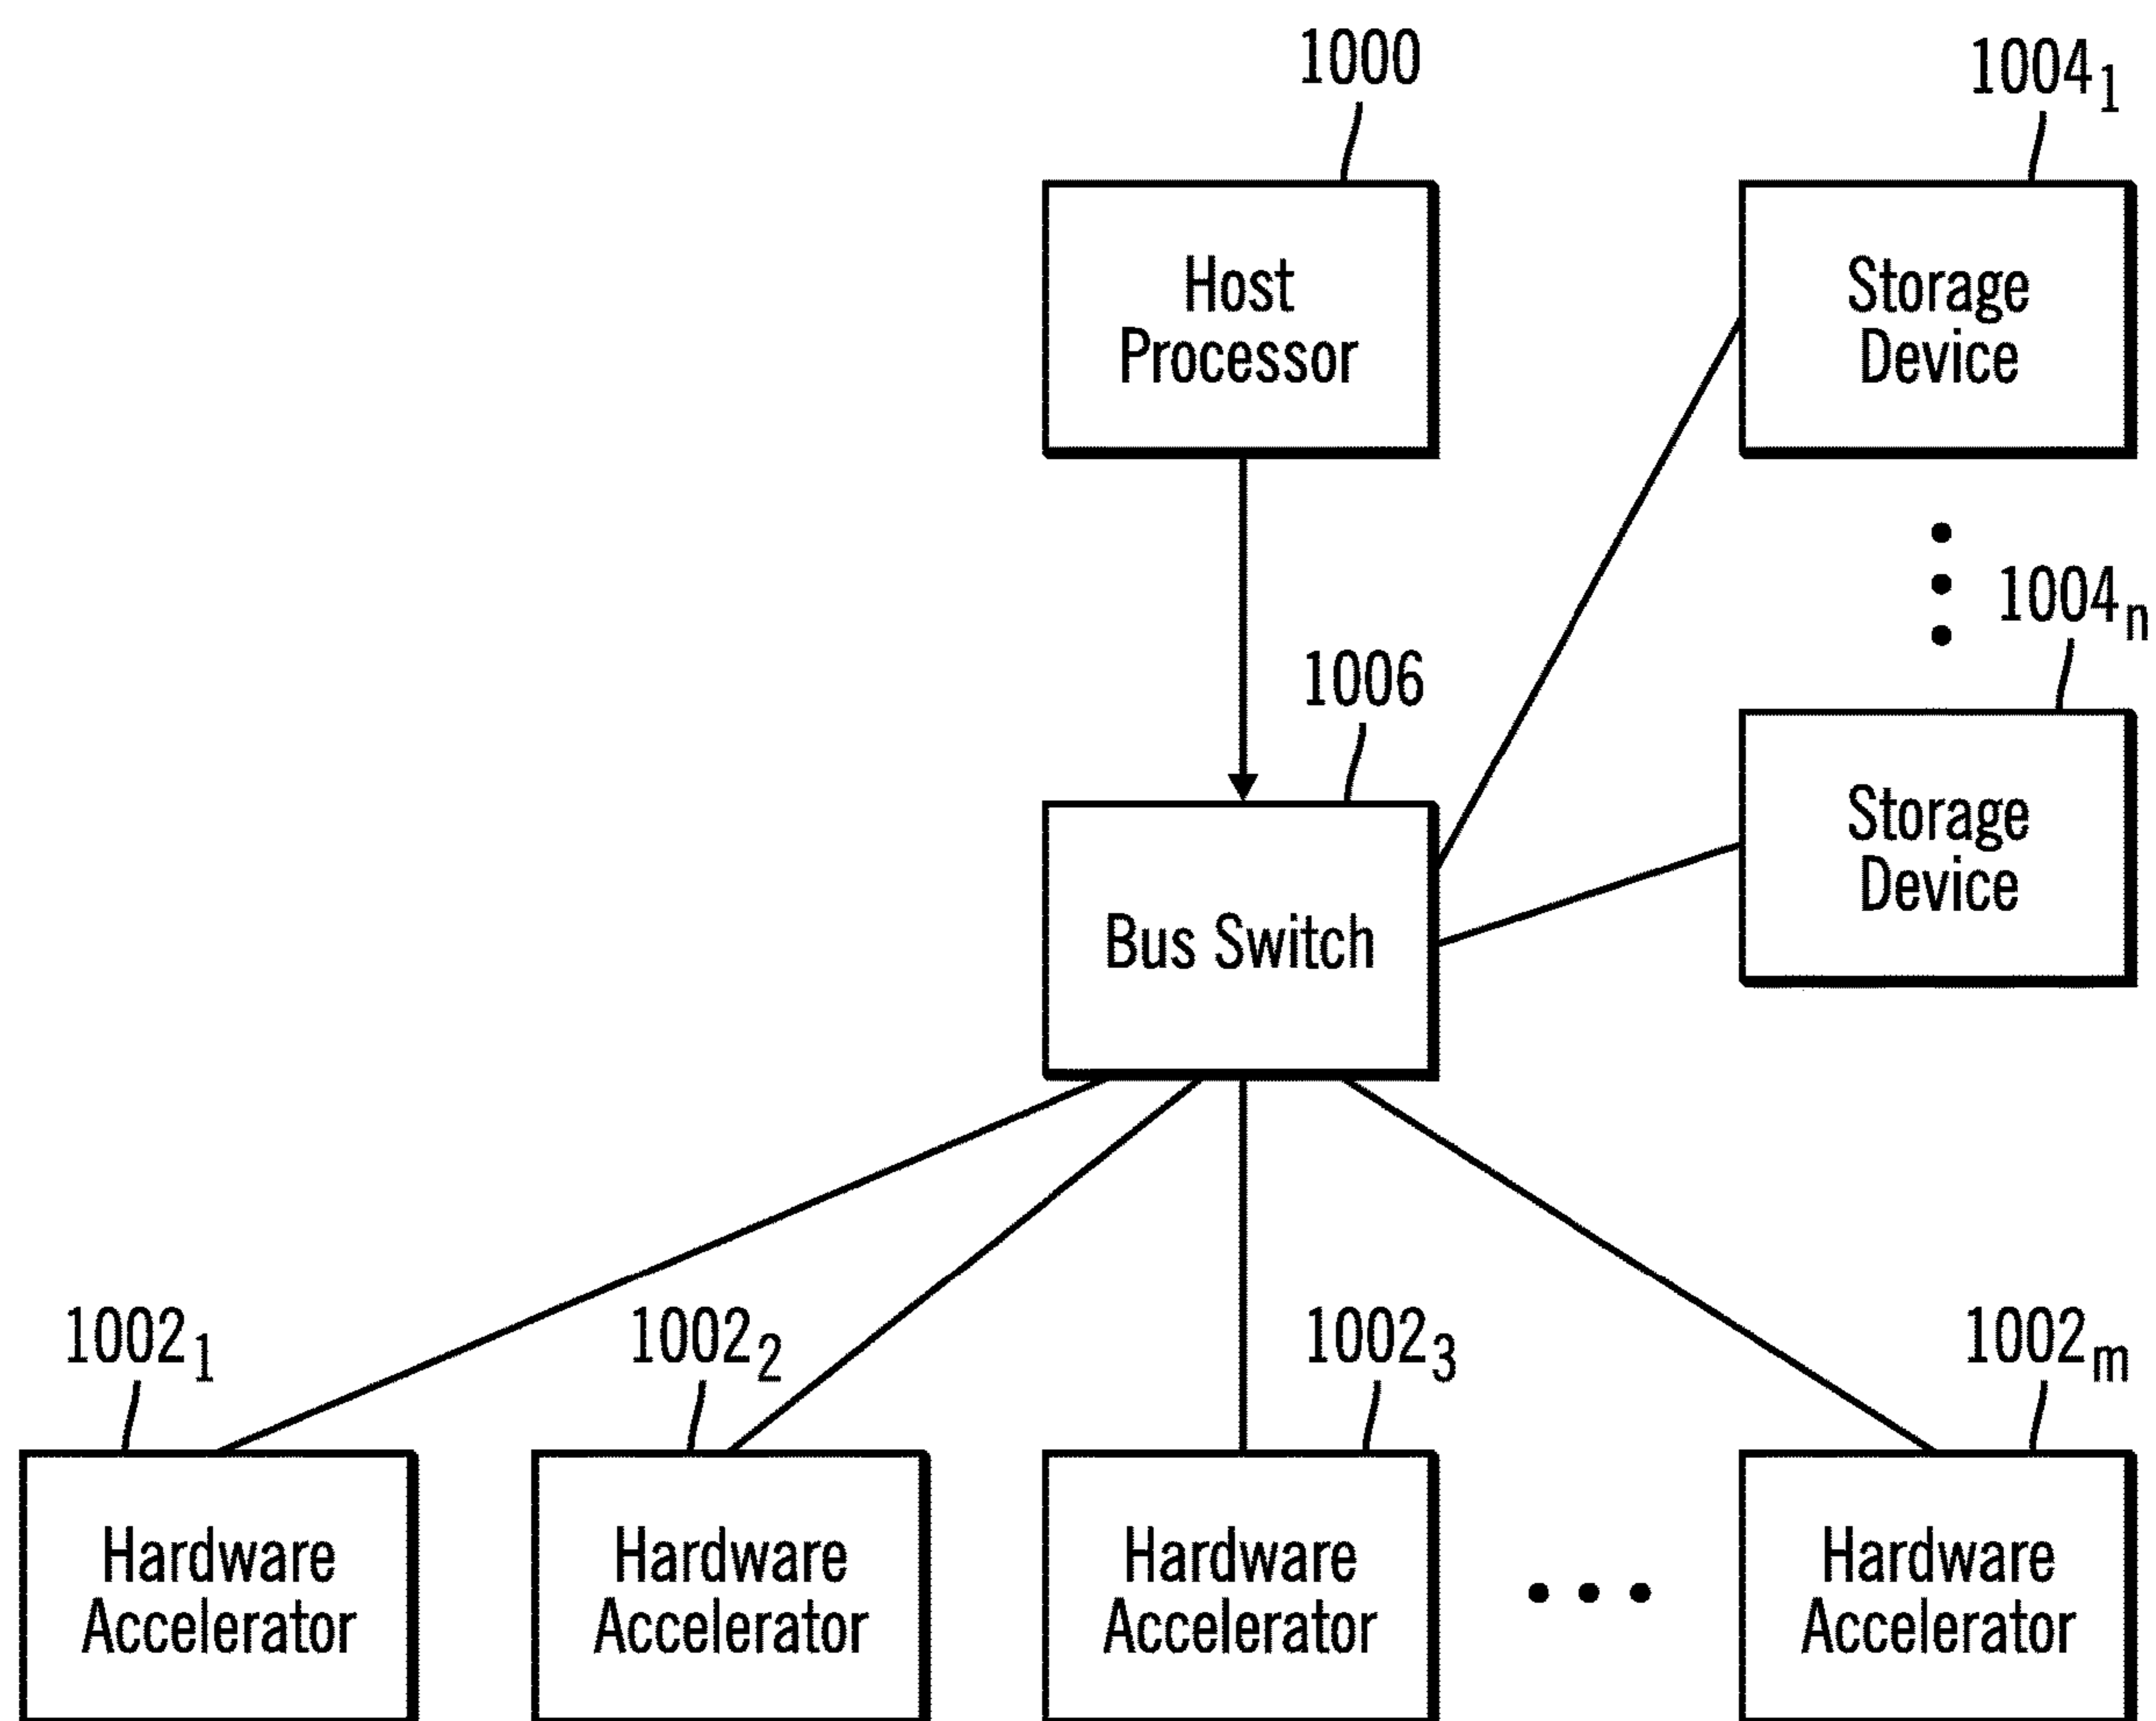 1000
1004₁
Host
Processor
Storage
Device
1004ₙ
1006
Storage
Device
Bus Switch
1002₁
1002₂
1002₃
1002ₘ
Hardware
Accelerator
Hardware
Accelerator
Hardware
Accelerator
Hardware
Accelerator